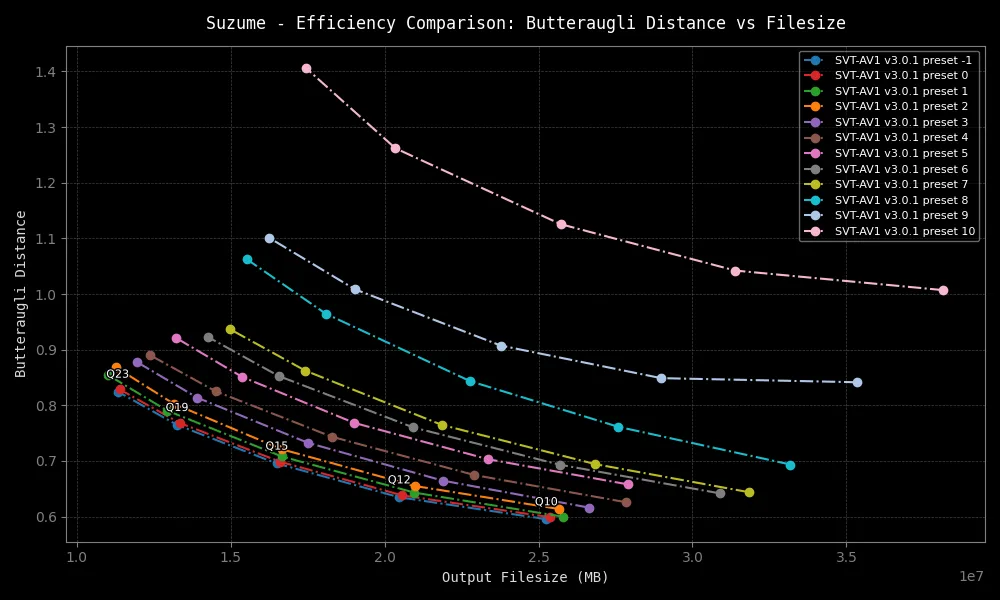 Suzume - Efficiency Comparison: Butteraugli Distance vs Filesize
SVT-AV1 v3.0.1 preset -1
SVT-AV1 v3.0.1 preset 0
SVT-AV1 v3.0.1 preset 1
SVT-AV1 v3.0.1 preset 2
SVT-AV1 v3.0.1 preset 3
SVT-AV1 v3.0.1 preset 4
SVT-AV1 v3.0.1 preset 5
SVT-AV1 v3.0.1 preset 6
SVT-AV1 v3.0.1 preset 7
SVT-AV1 v3.0.1 preset 8
SVT-AV1 v3.0.1 preset 9
SVT-AV1 v3.0.1 preset 10
Butteraugli Distance
1.4
1.3
1.2
1.1
1.0
0.9
0.8
0.7
0.6
Q23
Q19
Q15
Q12
Q10
1.0 1.5 2.0 2.5 3.0 3.5
1e7
Output Filesize (MB)